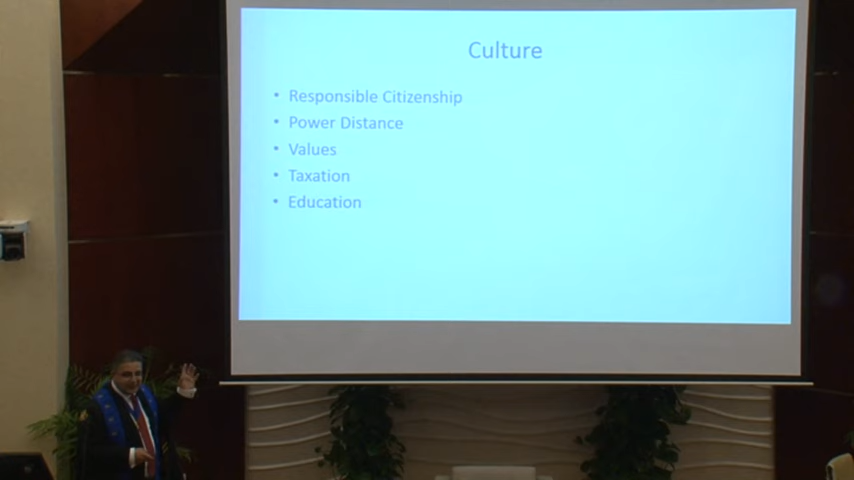 Culture
• Responsible Citizenship
• Power Distance
• Values
• Taxation
• Education